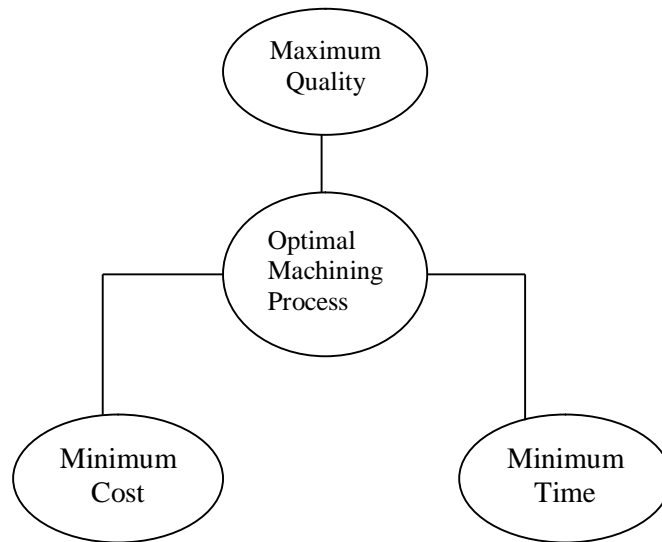 Maximum
Quality
Optimal
Machining
Process
Minimum
Cost
Minimum
Time